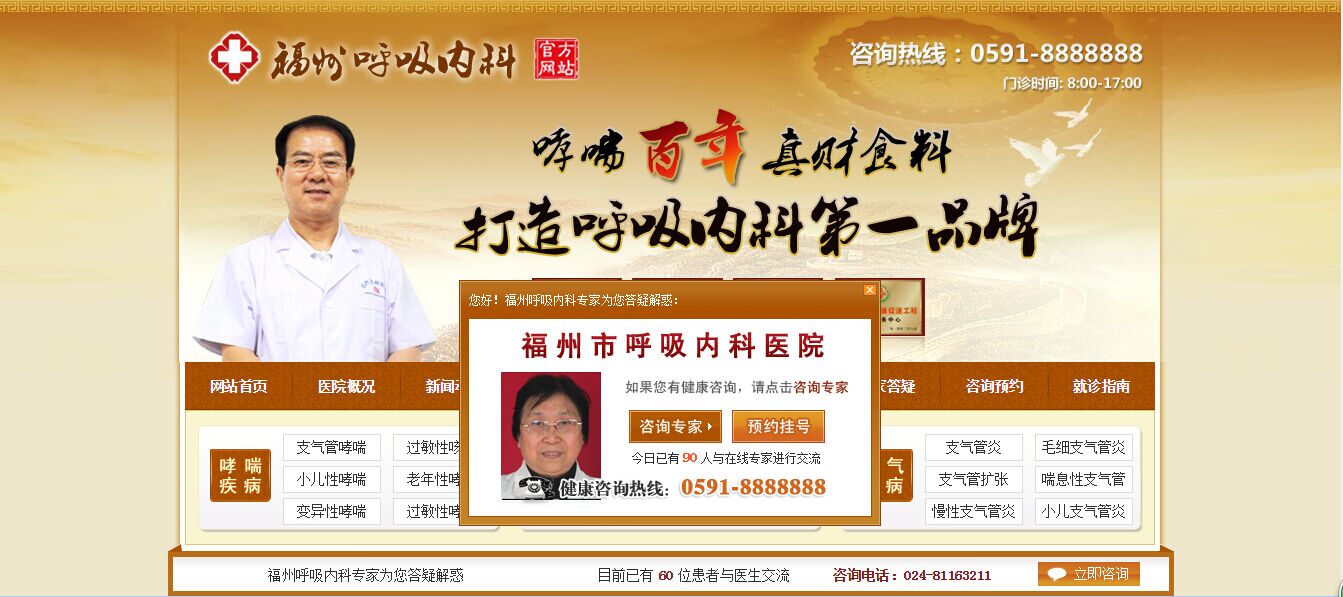 福州呼吸内科
官方网站
咨询热线：0591-8888888
门诊时间: 8:00-17:00
哮喘百年真财食料
打造呼吸内科第一品牌
您好！福州呼吸内科专家为您答疑解惑：
福州市呼吸内科医院
如果您有健康咨询，请点击咨询专家
咨询专家
预约挂号
今日已有 90 人与在线专家进行交流
健康咨询热线：0591-8888888
网站首页
医院概况
新闻
答疑
咨询预约
就诊指南
哮喘疾病
支气管哮喘
过敏性
小儿性哮喘
老年性
变异性哮喘
过敏性
气
病
支气管炎
毛细支气管炎
支气管扩张
喘息性支气管
慢性支气管炎
小儿支气管炎
福州呼吸内科专家为您答疑解惑
目前已有 60 位患者与医生交流
咨询电话：024-81163211
立即咨询